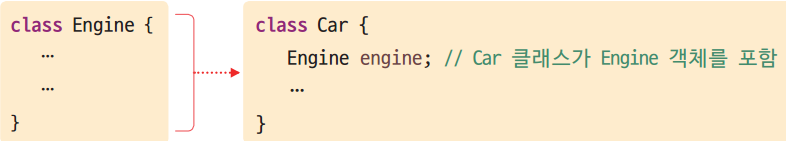 class Engine {
…
…
}
class Car {
Engine engine; // Car 클래스가 Engine 객체를 포함
…
}